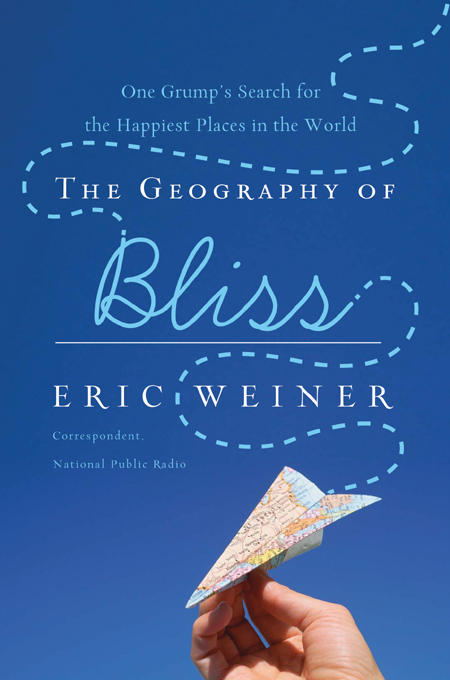 One Grump's Search for
the Happiest Places in the World
The Geography of
Bliss
ERIC WEINER
Correspondent,
National Public Radio